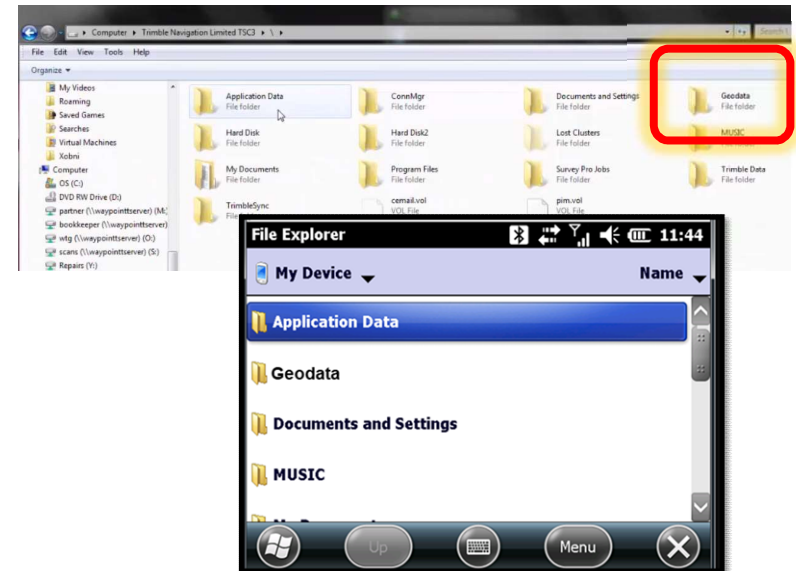 Computer ▸ Trimble Navigation Limited TSC3 ▸ \ ▸
File Edit View Tools Help
Organize
My Videos
Roaming
Saved Games
Searches
Virtual Machines
Xobni
Computer
OS (C:)
DVD RW Drive (D:)
partner (\\waypointtserver) (M:)
bookkeeper (\\waypointtserver)
wtg (\\waypointtserver) (O:)
scans (\\waypointtserver) (S:)
Repairs (Y:)
Application Data
File folder
ConnMgr
File folder
Documents and Settings
File folder
Geodata
File folder
Hard Disk
File folder
Hard Disk2
File folder
Lost Clusters
File folder
MUSIC
My Documents
File folder
Program Files
File folder
Survey Pro Jobs
File folder
Trimble Data
File folder
TrimbleSync
cemail.vol
VOL File
pim.vol
VOL File
File Explorer 11:44
My Device Name
Application Data
Geodata
Documents and Settings
MUSIC
Up Menu